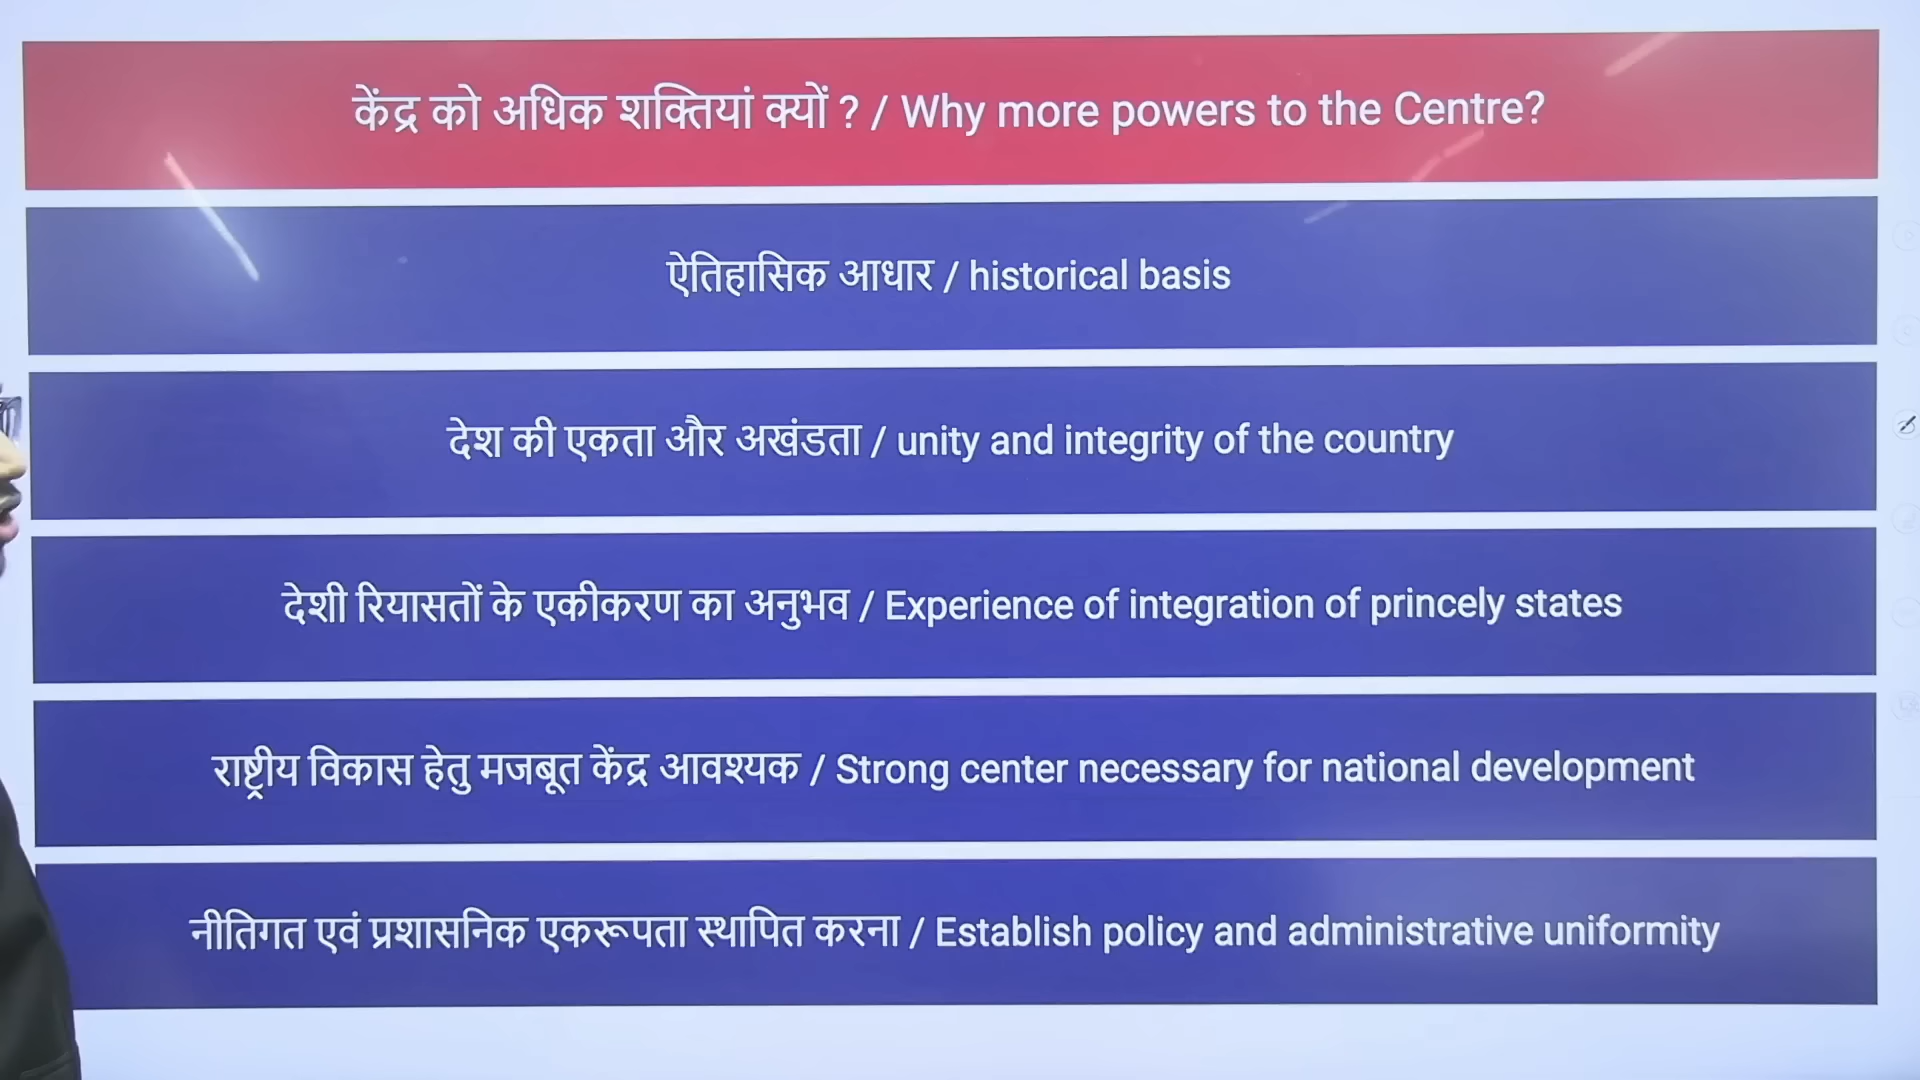 केंद्र को अधिक शक्तियां क्यों ? / Why more powers to the Centre?
ऐतिहासिक आधार / historical basis
देश की एकता और अखंडता / unity and integrity of the country
देशी रियासतों के एकीकरण का अनुभव / Experience of integration of princely states
राष्ट्रीय विकास हेतु मजबूत केंद्र आवश्यक / Strong center necessary for national development
नीतिगत एवं प्रशासनिक एकरूपता स्थापित करना / Establish policy and administrative uniformity